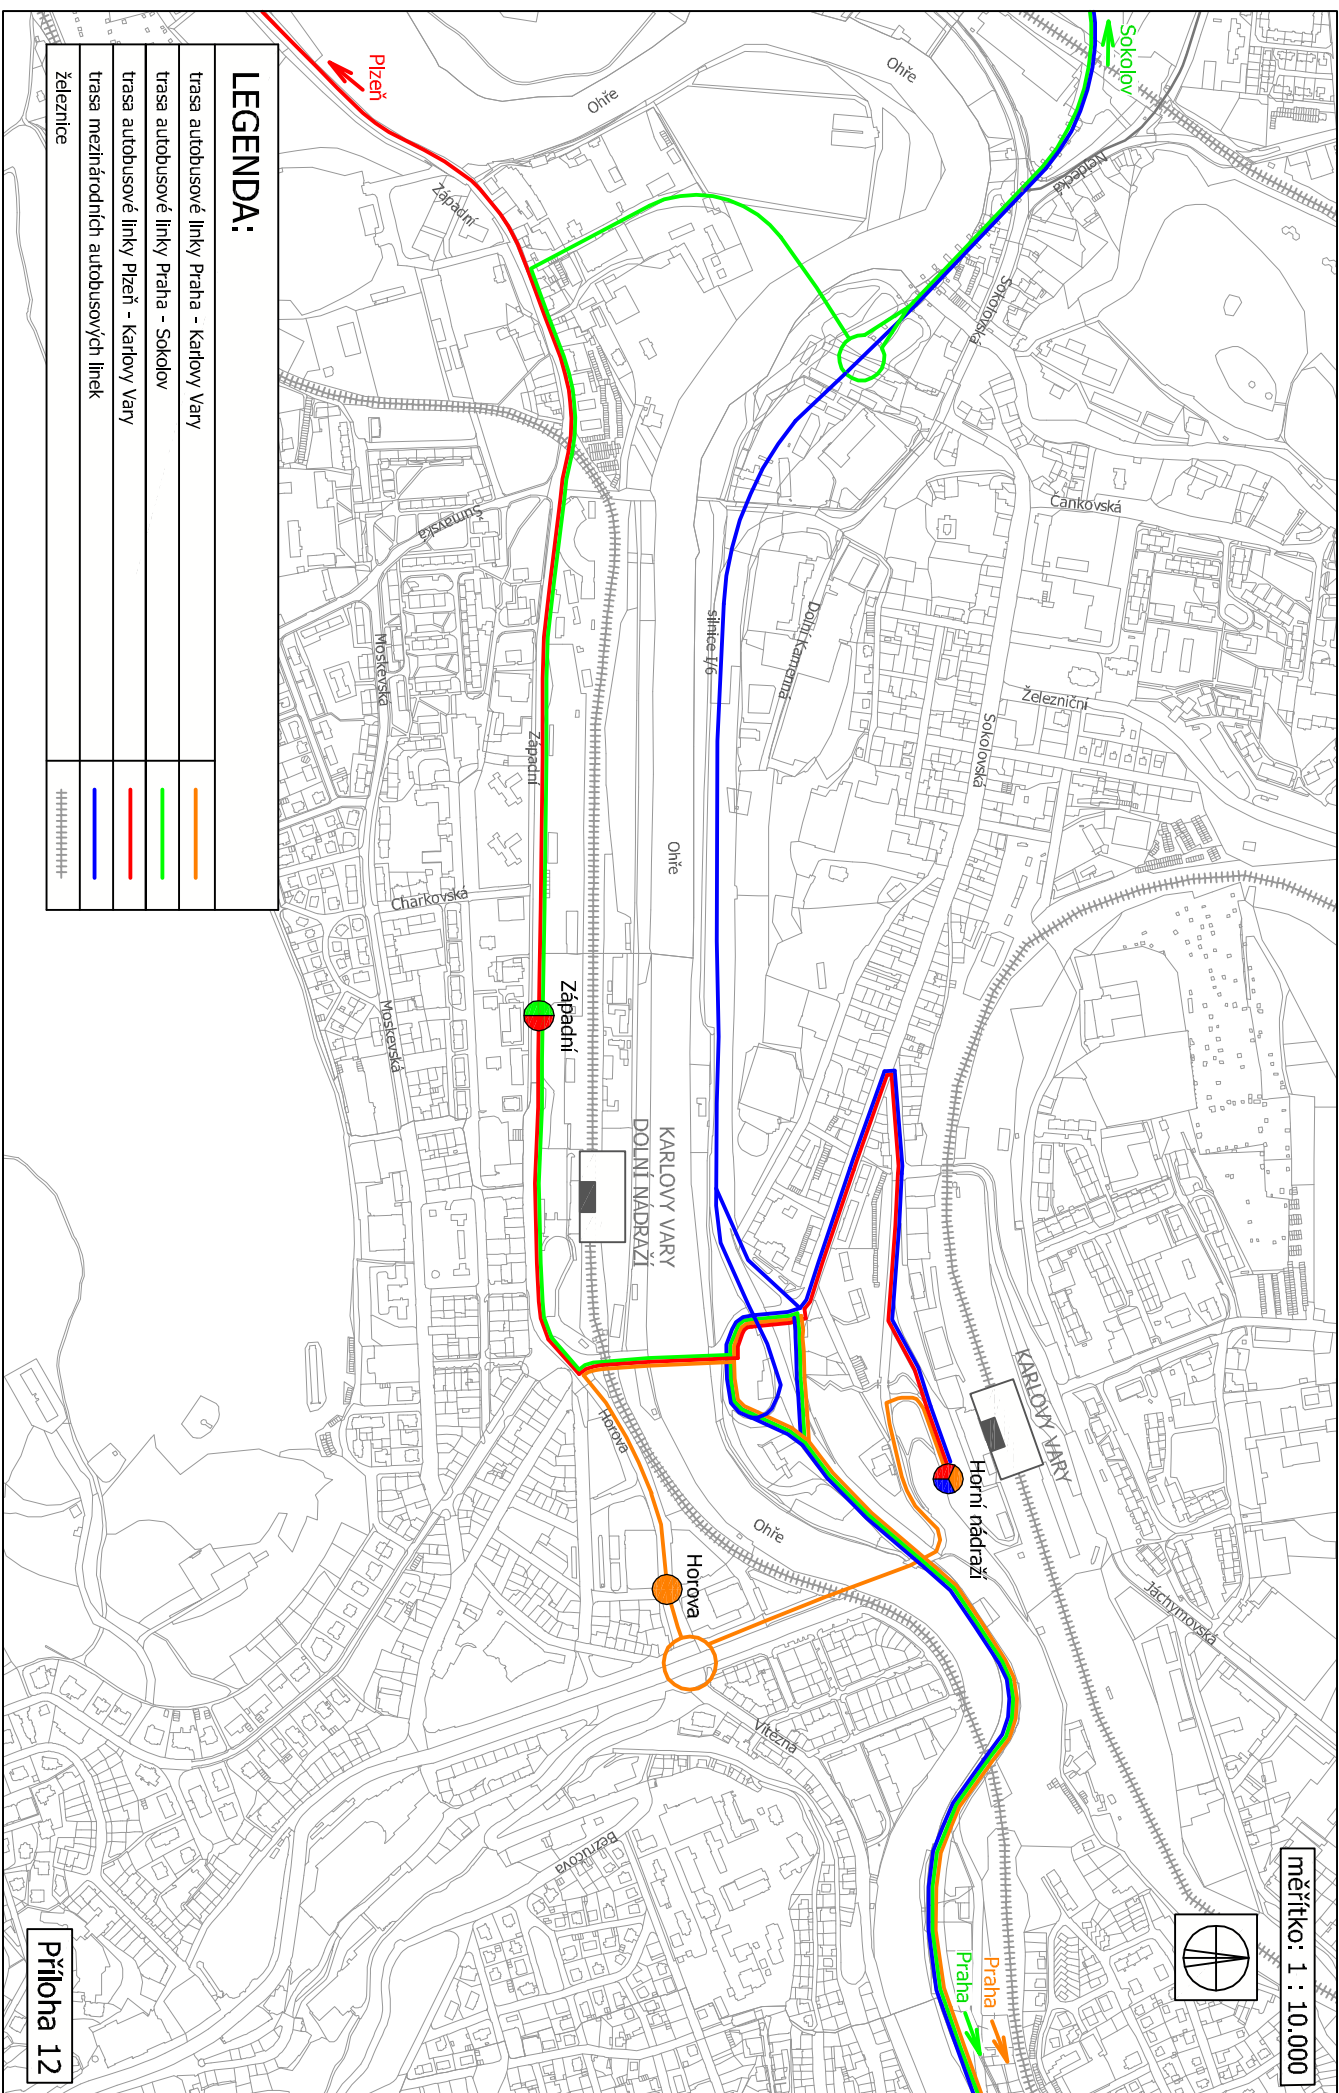 měřítko: 1 : 10.000
Sokolov
Nejdecká
Ohře
Ohře
Plzeň
Západní
Sokolovská
Čankovská
Šumavská
Železniční
Sokolovská
Dolní Kamenná
silnice I/6
Moskevská
Západní
Ohře
Charkovská
Moskevská
Západní
KARLOVY VARY
DOLNÍ NÁDRAŽÍ
KARLOVY VARY
Horní nádraží
Horova
Horova
Ohře
Jáchymovská
Vítězná
Bezručova
Praha
Praha
LEGENDA:
trasa autobusové linky Praha - Karlovy Vary
trasa autobusové linky Praha - Sokolov
trasa autobusové linky Plzeň - Karlovy Vary
trasa mezinárodních autobusových linek
železnice
Příloha 12